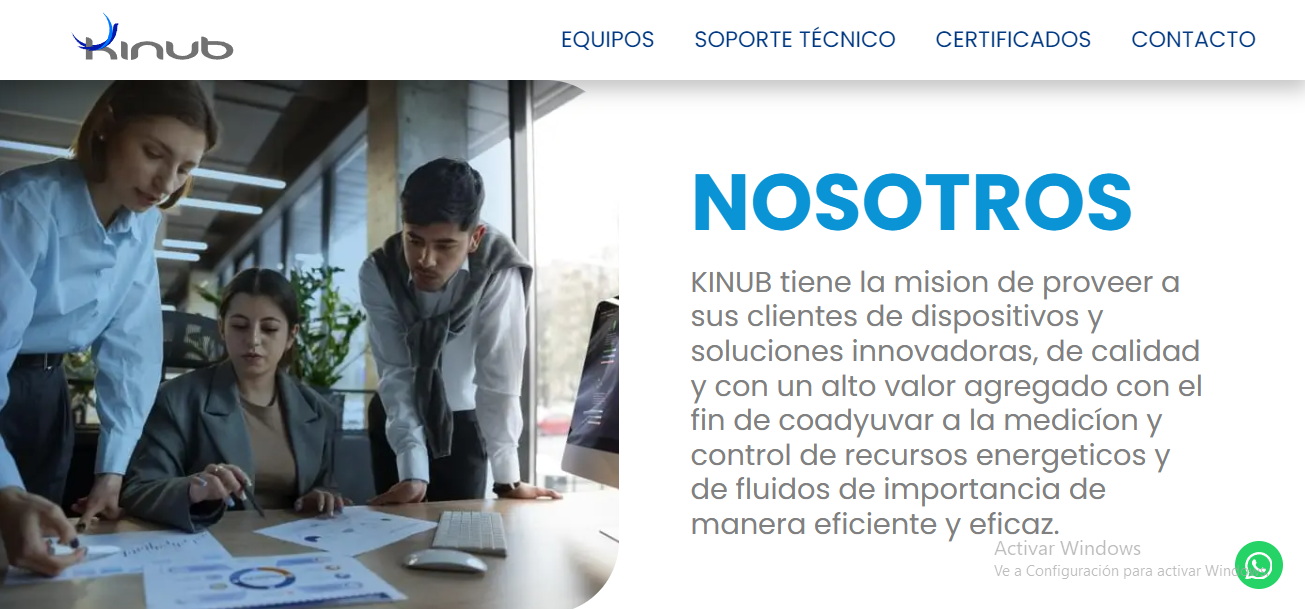 Kinub
EQUIPOS SOPORTE TÉCNICO CERTIFICADOS CONTACTO
NOSOTROS
KINUB tiene la mision de proveer a
sus clientes de dispositivos y
soluciones innovadoras, de calidad
y con un alto valor agregado con el
fin de coadyuvar a la medicíon y
control de recursos energeticos y
de fluidos de importancia de
manera eficiente y eficaz.
Activar Windows
Ve a Configuración para activar Windows.